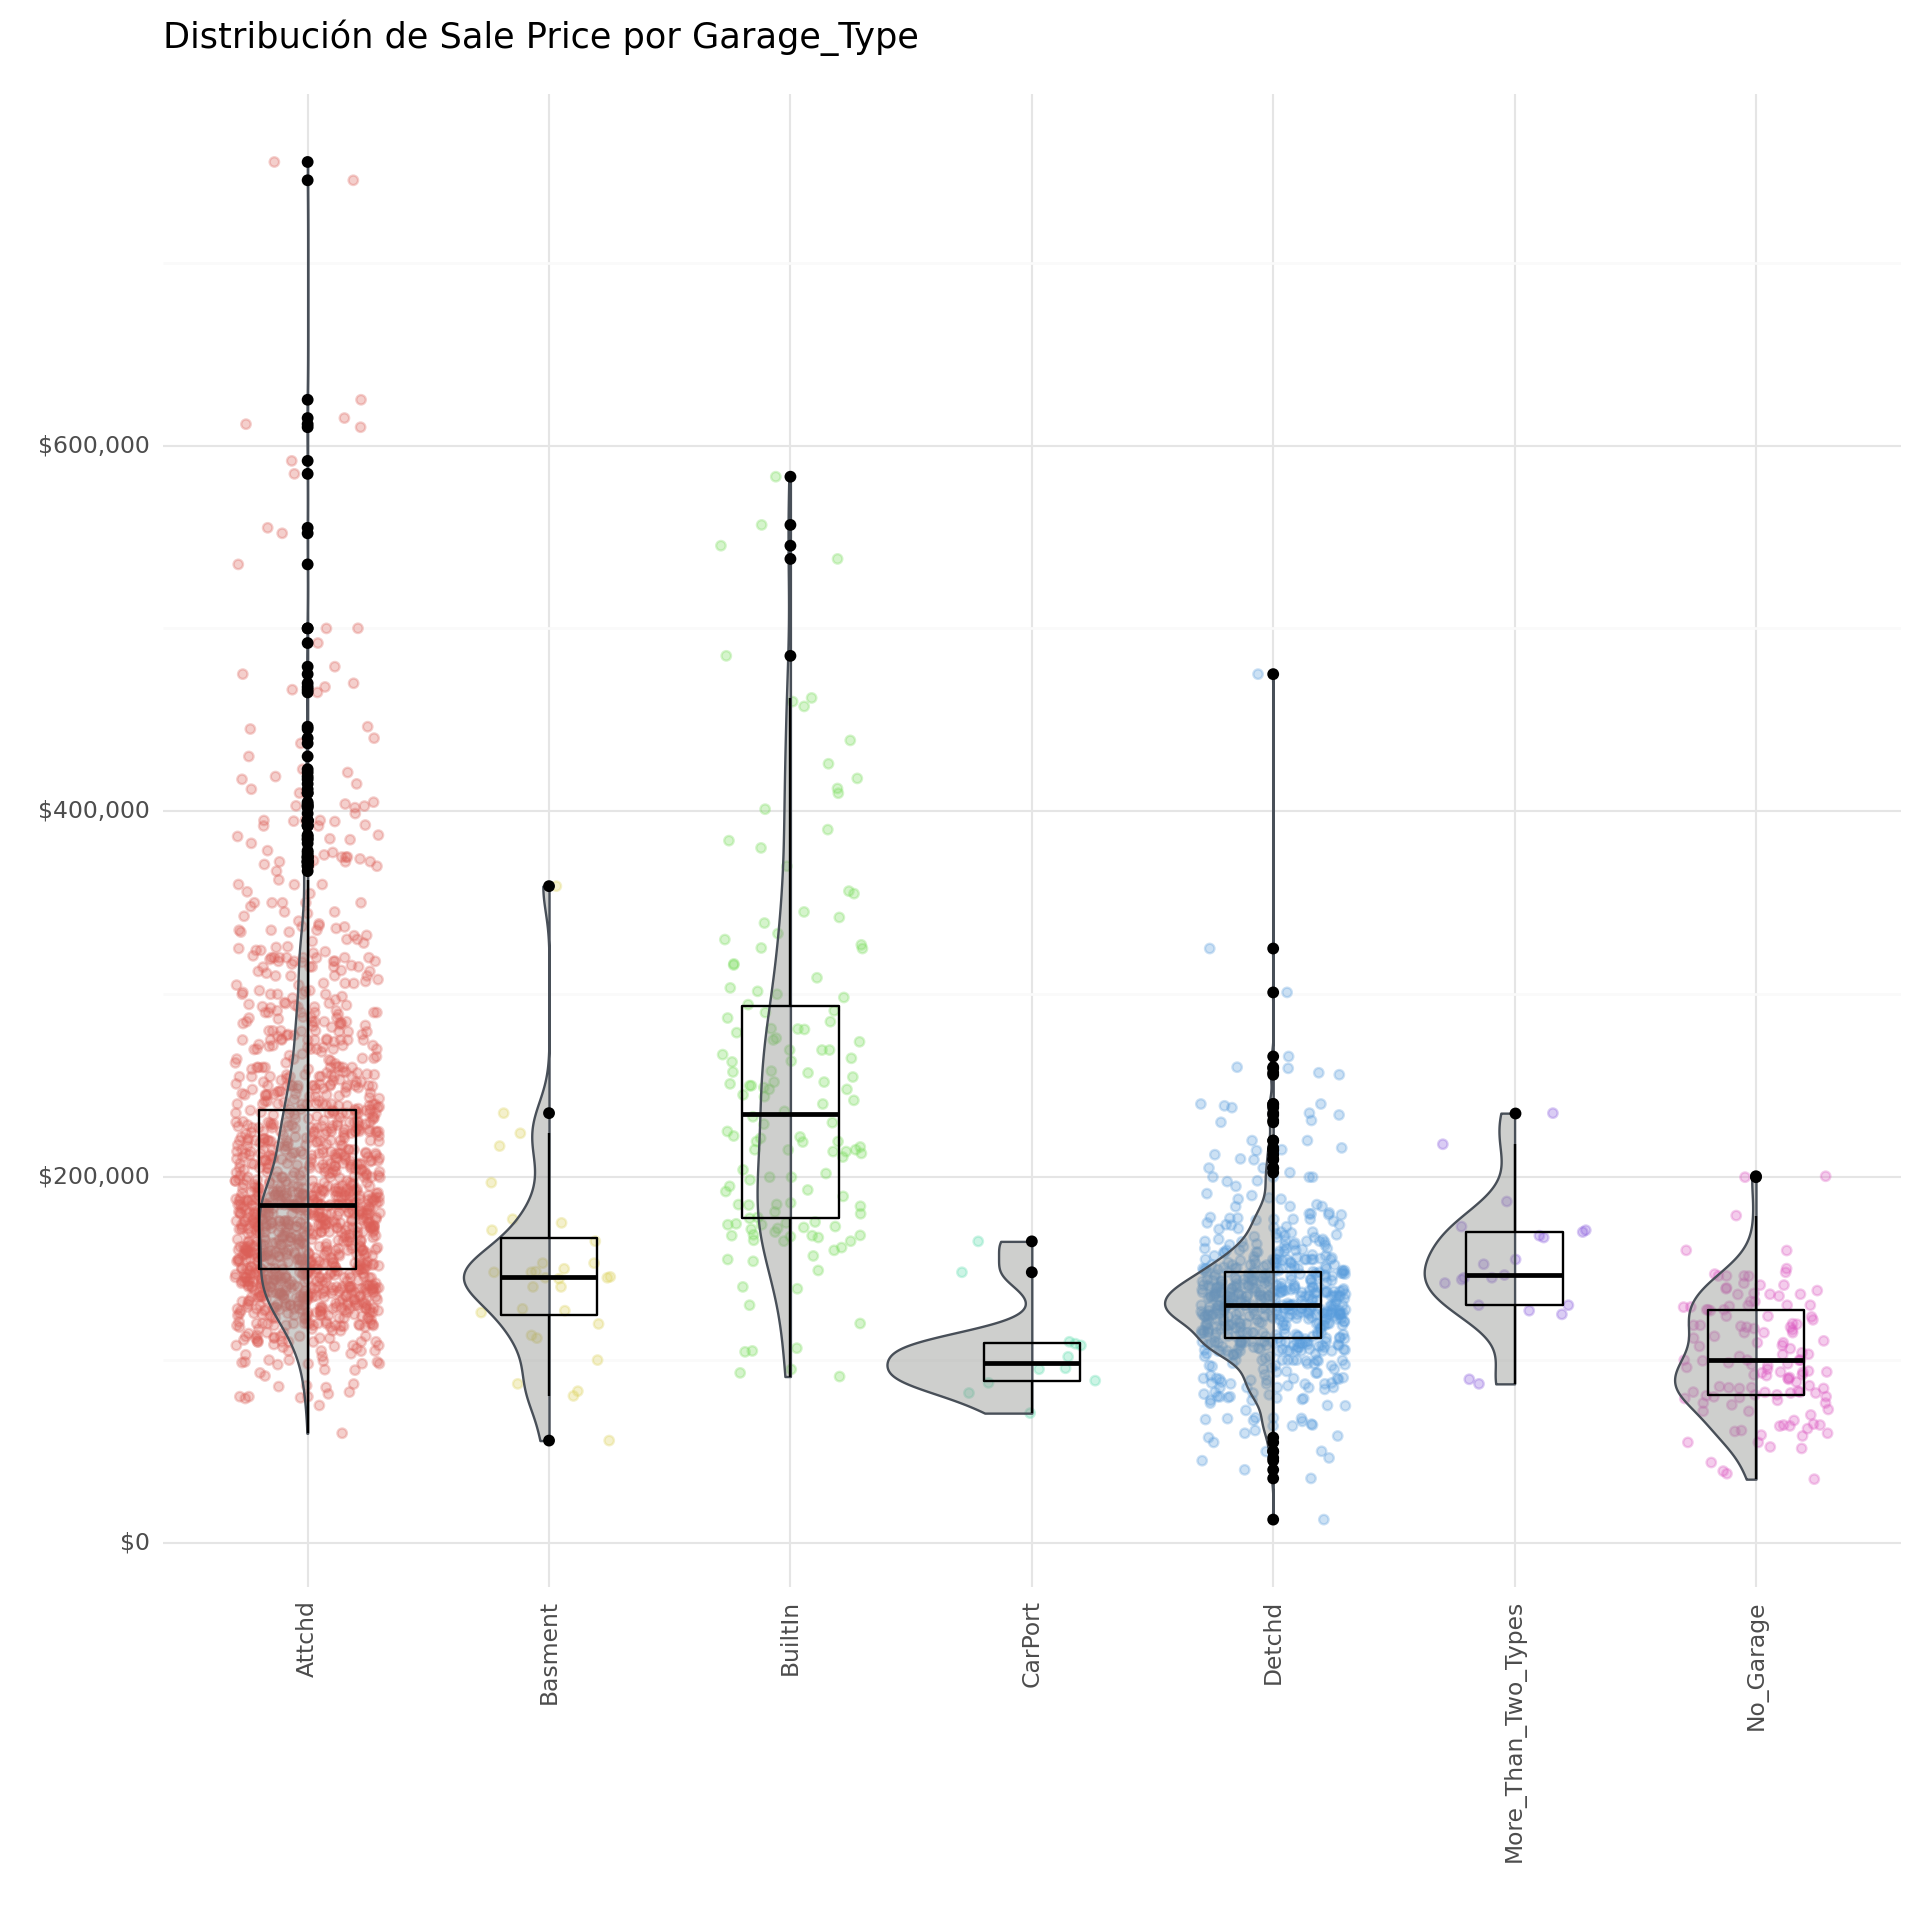 Distribución de Sale Price por Garage_Type
$600,000
$400,000
$200,000
$0
Attchd
Basment
BuiltIn
CarPort
Detchd
More_Than_Two_Types
No_Garage